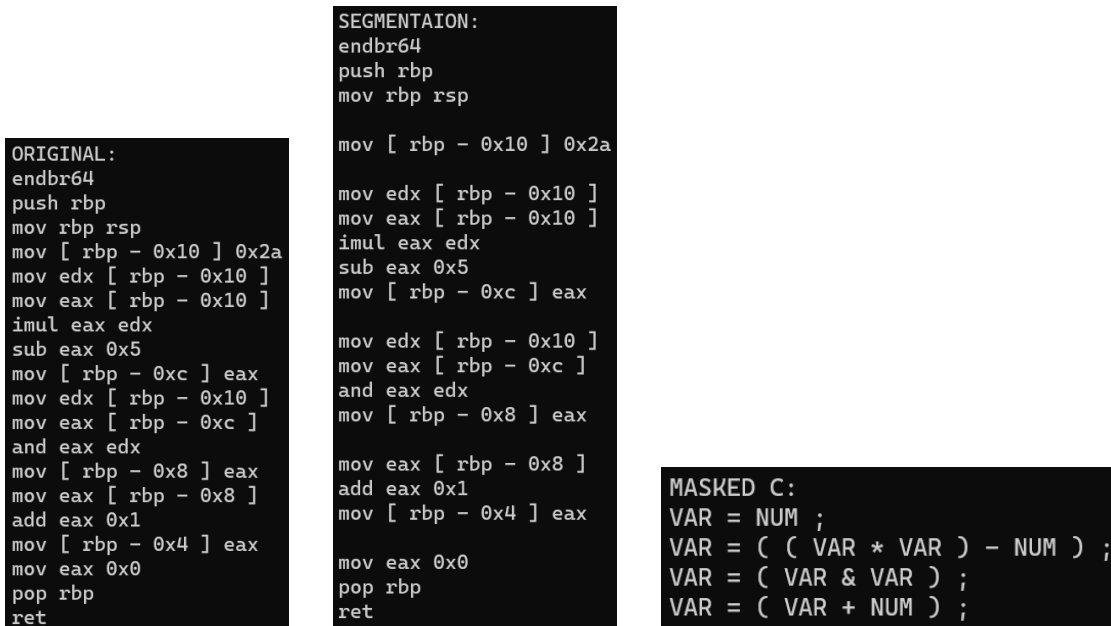 ORIGINAL:
endbr64
push rbp
mov rbp rsp
mov [ rbp - 0x10 ] 0x2a
mov edx [ rbp - 0x10 ]
mov eax [ rbp - 0x10 ]
imul eax edx
sub eax 0x5
mov [ rbp - 0xc ] eax
mov edx [ rbp - 0x10 ]
mov eax [ rbp - 0xc ]
and eax edx
mov [ rbp - 0x8 ] eax
mov eax [ rbp - 0x8 ]
add eax 0x1
mov [ rbp - 0x4 ] eax
mov eax 0x0
pop rbp
ret
SEGMENTAION:
endbr64
push rbp
mov rbp rsp
mov [ rbp - 0x10 ] 0x2a
mov edx [ rbp - 0x10 ]
mov eax [ rbp - 0x10 ]
imul eax edx
sub eax 0x5
mov [ rbp - 0xc ] eax
mov edx [ rbp - 0x10 ]
mov eax [ rbp - 0xc ]
and eax edx
mov [ rbp - 0x8 ] eax
mov eax [ rbp - 0x8 ]
add eax 0x1
mov [ rbp - 0x4 ] eax
mov eax 0x0
pop rbp
ret
MASKED C:
VAR = NUM ;
VAR = ( ( VAR * VAR ) - NUM ) ;
VAR = ( VAR & VAR ) ;
VAR = ( VAR + NUM ) ;